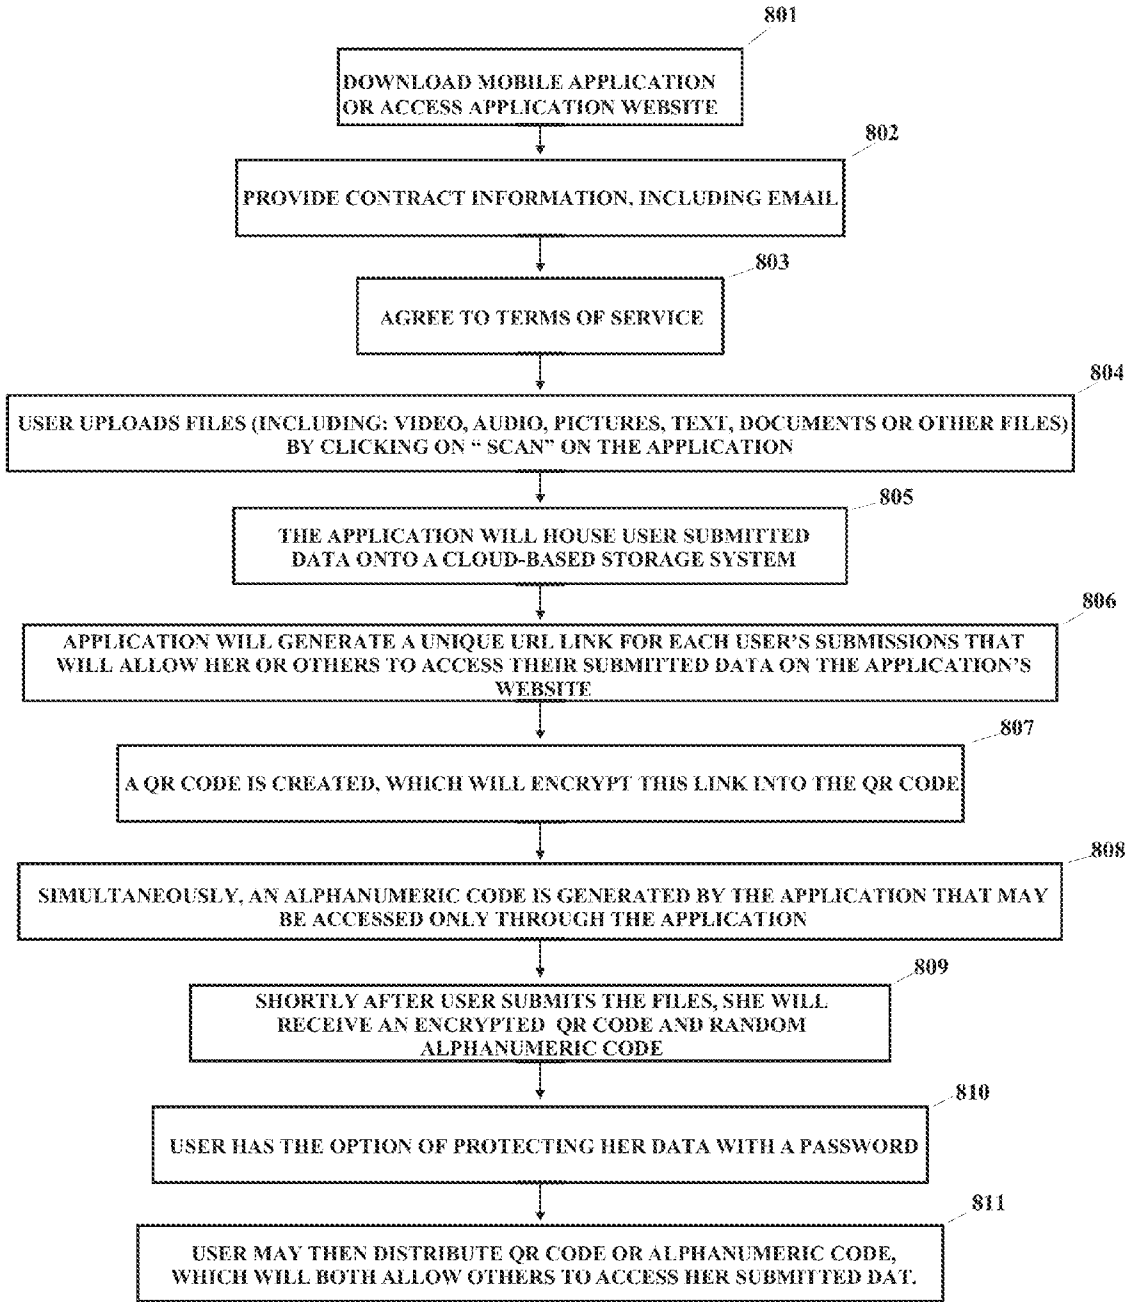 801
DOWNLOAD MOBILE APPLICATION
OR ACCESS APPLICATION WEBSITE
802
PROVIDE CONTRACT INFORMATION, INCLUDING EMAIL
803
AGREE TO TERMS OF SERVICE
804
USER UPLOADS FILES (INCLUDING: VIDEO, AUDIO, PICTURES, TEXT, DOCUMENTS OR OTHER FILES)
BY CLICKING ON “ SCAN” ON THE APPLICATION
805
THE APPLICATION WILL HOUSE USER SUBMITTED
DATA ONTO A CLOUD-BASED STORAGE SYSTEM
806
APPLICATION WILL GENERATE A UNIQUE URL LINK FOR EACH USER’S SUBMISSIONS THAT
WILL ALLOW HER OR OTHERS TO ACCESS THEIR SUBMITTED DATA ON THE APPLICATION’S
WEBSITE
807
A QR CODE IS CREATED, WHICH WILL ENCRYPT THIS LINK INTO THE QR CODE
808
SIMULTANEOUSLY, AN ALPHANUMERIC CODE IS GENERATED BY THE APPLICATION THAT MAY
BE ACCESSED ONLY THROUGH THE APPLICATION
809
SHORTLY AFTER USER SUBMITS THE FILES, SHE WILL
RECEIVE AN ENCRYPTED QR CODE AND RANDOM
ALPHANUMERIC CODE
810
USER HAS THE OPTION OF PROTECTING HER DATA WITH A PASSWORD
811
USER MAY THEN DISTRIBUTE QR CODE OR ALPHANUMERIC CODE,
WHICH WILL BOTH ALLOW OTHERS TO ACCESS HER SUBMITTED DAT.